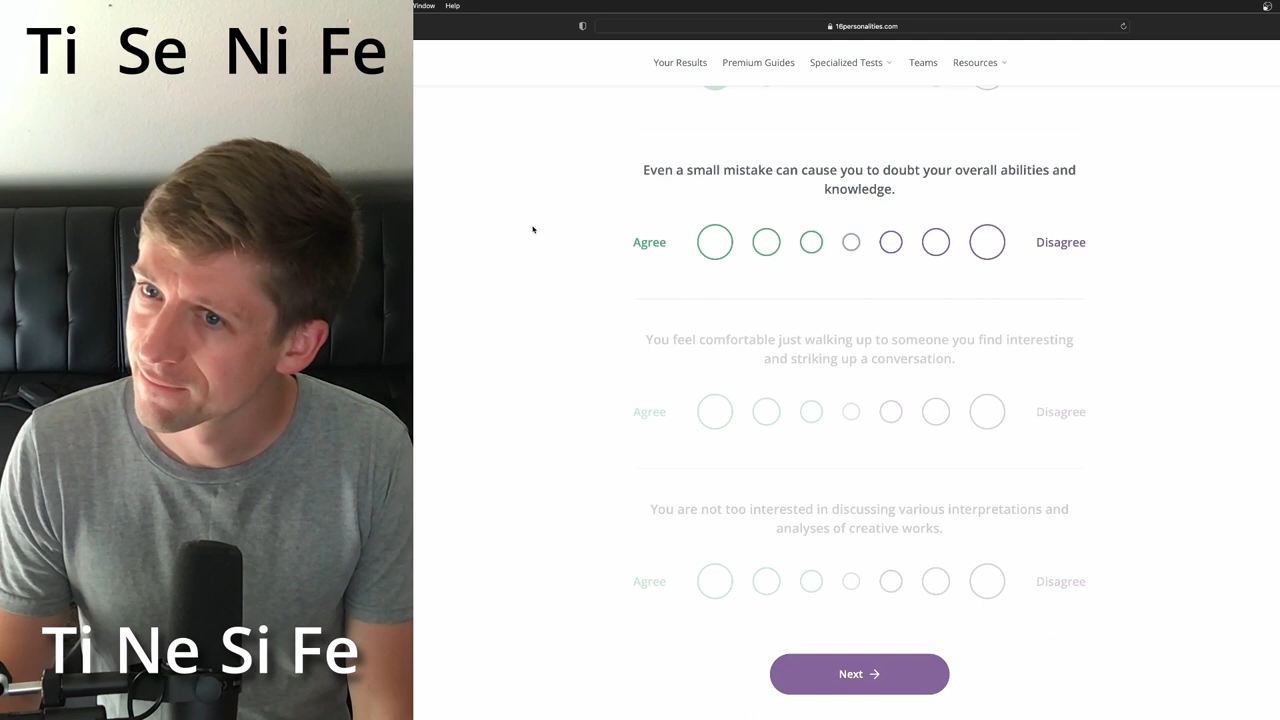 Ti Se Ni Fe
Ti Ne Si Fe
Window Help
16personalities.com
Your Results Premium Guides Specialized Tests Teams Resources
Even a small mistake can cause you to doubt your overall abilities and
knowledge.
Agree Disagree
You feel comfortable just walking up to someone you find interesting
and striking up a conversation.
Agree Disagree
You are not too interested in discussing various interpretations and
analyses of creative works.
Agree Disagree
Next